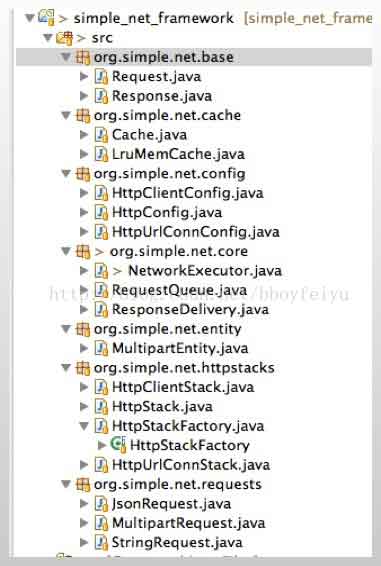 > simple_net_framework [simple_net_frame
> src
org.simple.net.base
Request.java
Response.java
org.simple.net.cache
Cache.java
LruMemCache.java
org.simple.net.config
HttpClientConfig.java
HttpConfig.java
HttpUrlConnConfig.java
> org.simple.net.core
> NetworkExecutor.java
RequestQueue.java
ResponseDelivery.java
org.simple.net.entity
MultipartEntity.java
org.simple.net.httpstacks
HttpClientStack.java
HttpStack.java
HttpStackFactory.java
HttpStackFactory
HttpUrlConnStack.java
org.simple.net.requests
JsonRequest.java
MultipartRequest.java
StringRequest.java